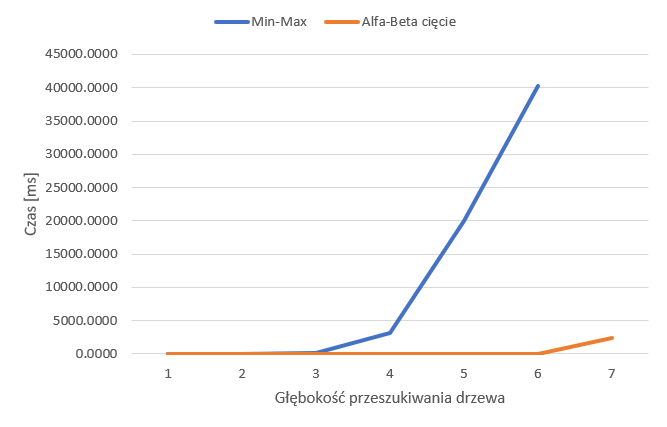 Min-Max Alfa-Beta cięcie
45000.0000
40000.0000
35000.0000
30000.0000
25000.0000
20000.0000
15000.0000
10000.0000
5000.0000
0.0000
Czas [ms]
1 2 3 4 5 6 7
Głębokość przeszukiwania drzewa